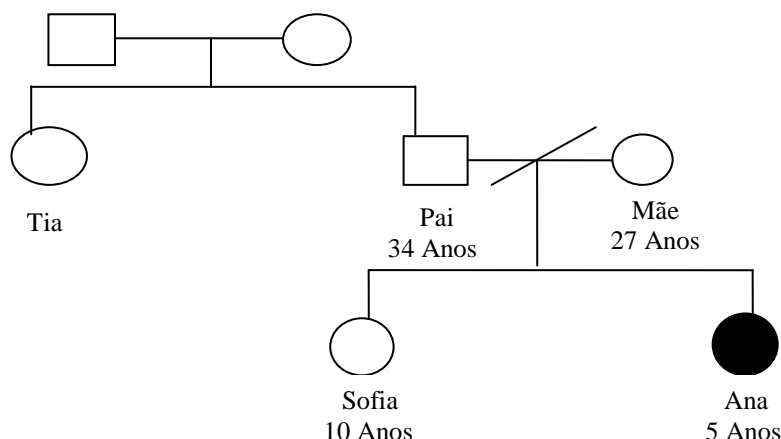 Tia
Pai
34 Anos
Mãe
27 Anos
Sofia
10 Anos
Ana
5 Anos